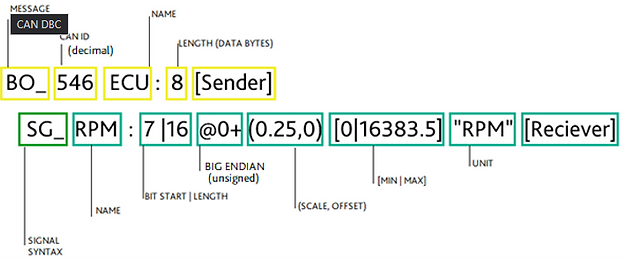 MESSAGE
CAN DBC
NAME
CAN ID
(decimal)
LENGTH (DATA BYTES)
BO_ 546 ECU : 8 [Sender]
SG_ RPM : 7 |16 @0+ (0.25,0) [0|16383.5] "RPM" [Reciever]
BIG ENDIAN
(unsigned)
UNIT
[MIN | MAX]
BIT START | LENGTH
(SCALE, OFFSET)
NAME
SIGNAL
SYNTAX